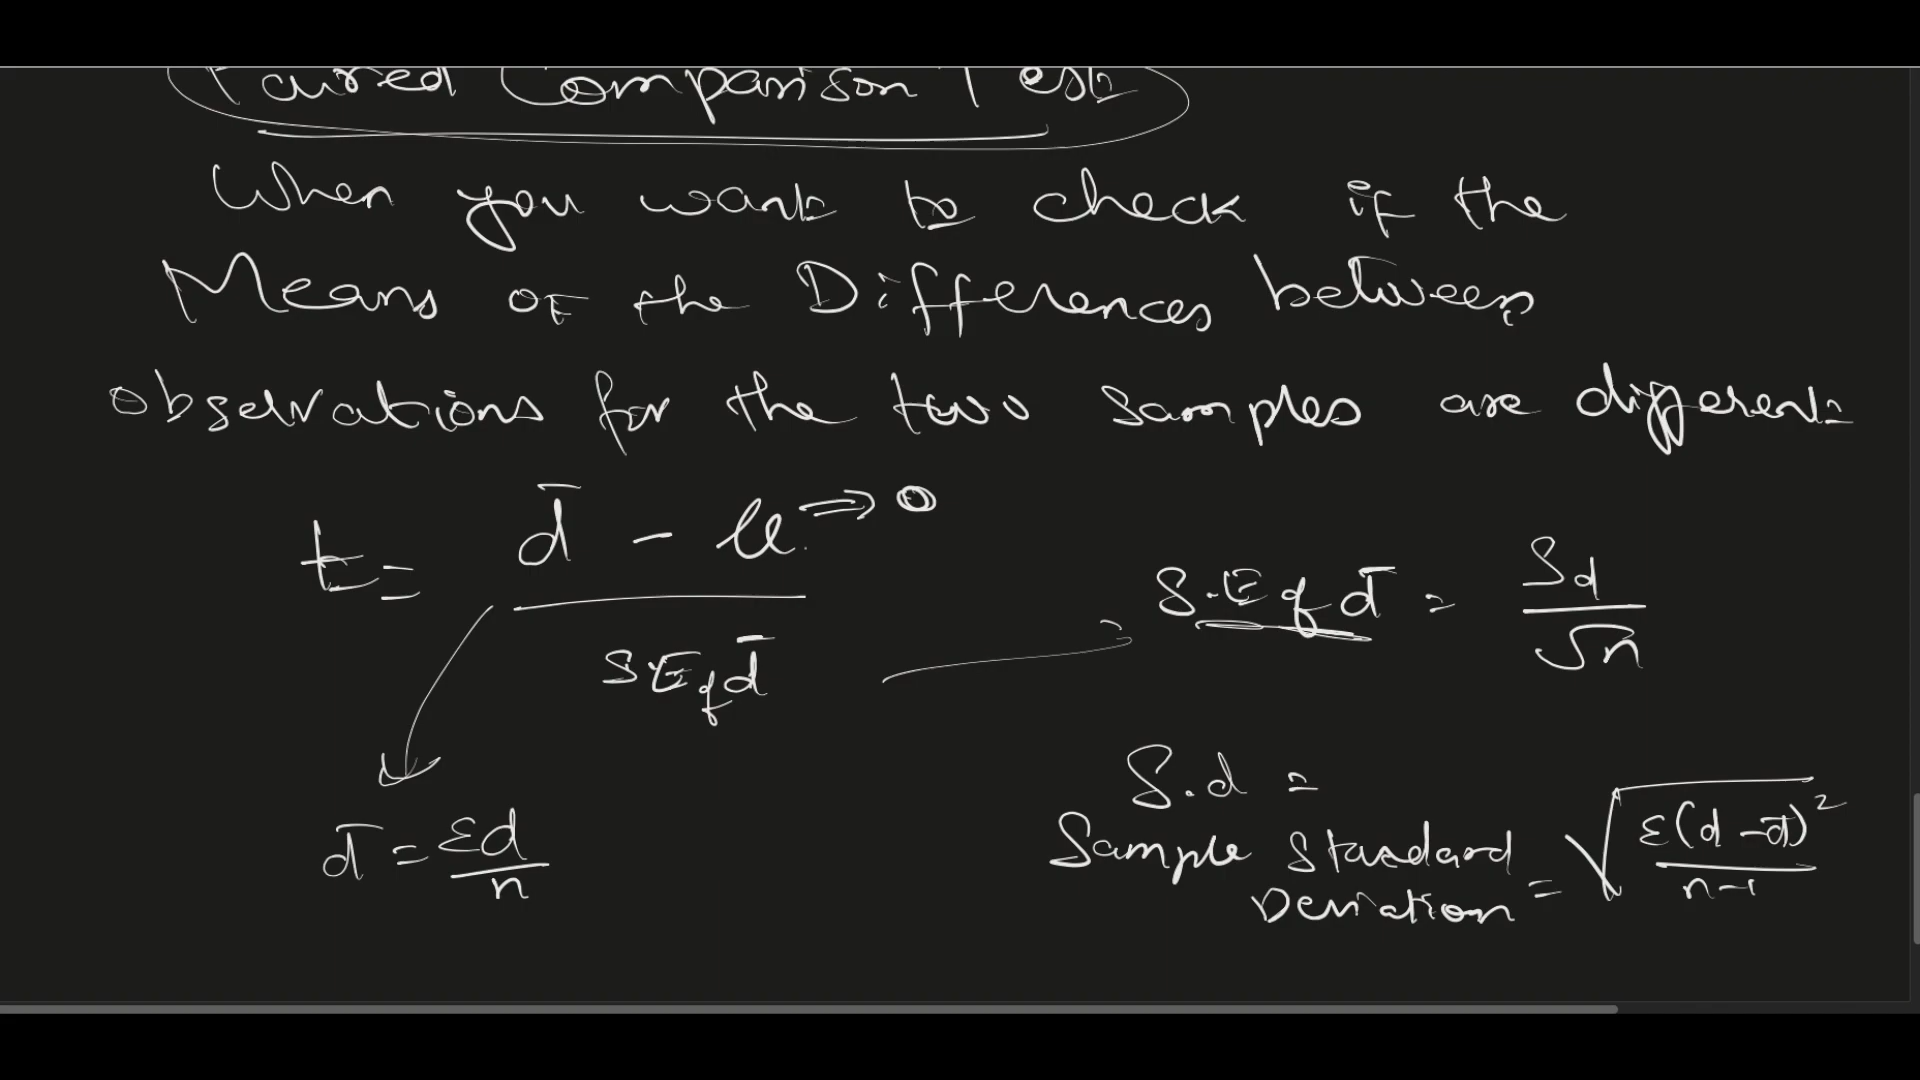 Paired Comparison Test
When you want to check if the
Means of the Differences between
observations for the two samples are different
t = (d̄ - μ ⇒ 0) / (SE of d̄)
S.E of d̄ = Sd / √n
d̄ = Σd / n
S.d =
Sample Standard
Deviation = √(Σ(d - d̄)² / (n-1))